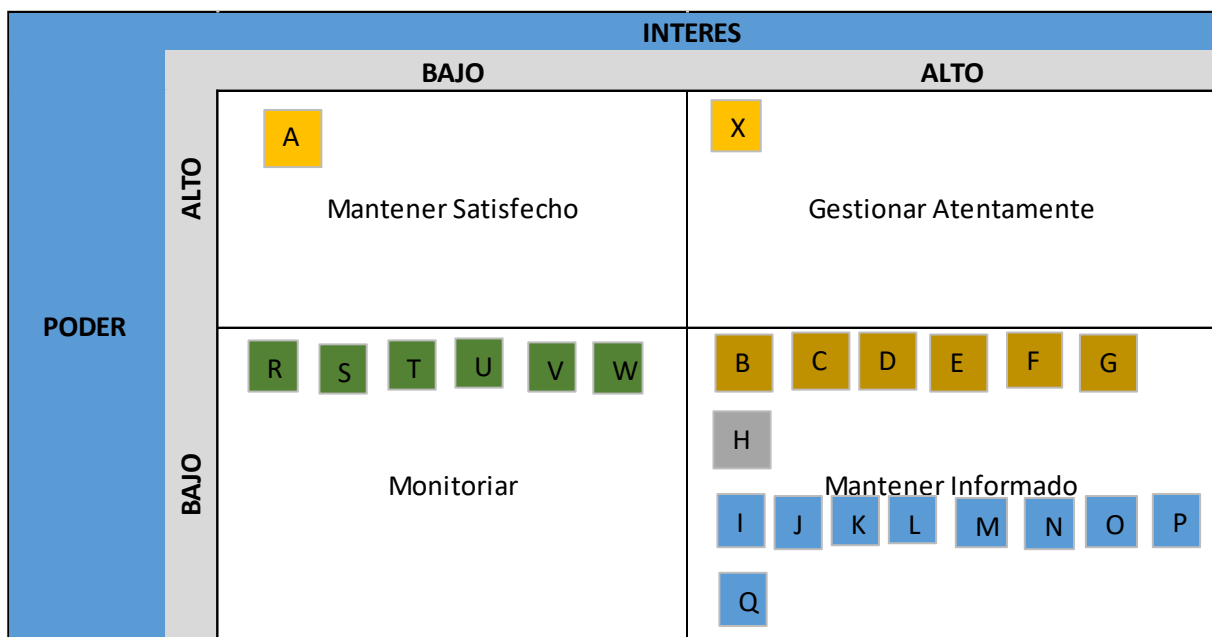 INTERES
BAJO ALTO
PODER
ALTO
A
Mantener Satisfecho
X
Gestionar Atentamente
BAJO
R S T U V W
Monitoriar
B C D E F G
H
Mantener Informado
I J K L M N O P
Q